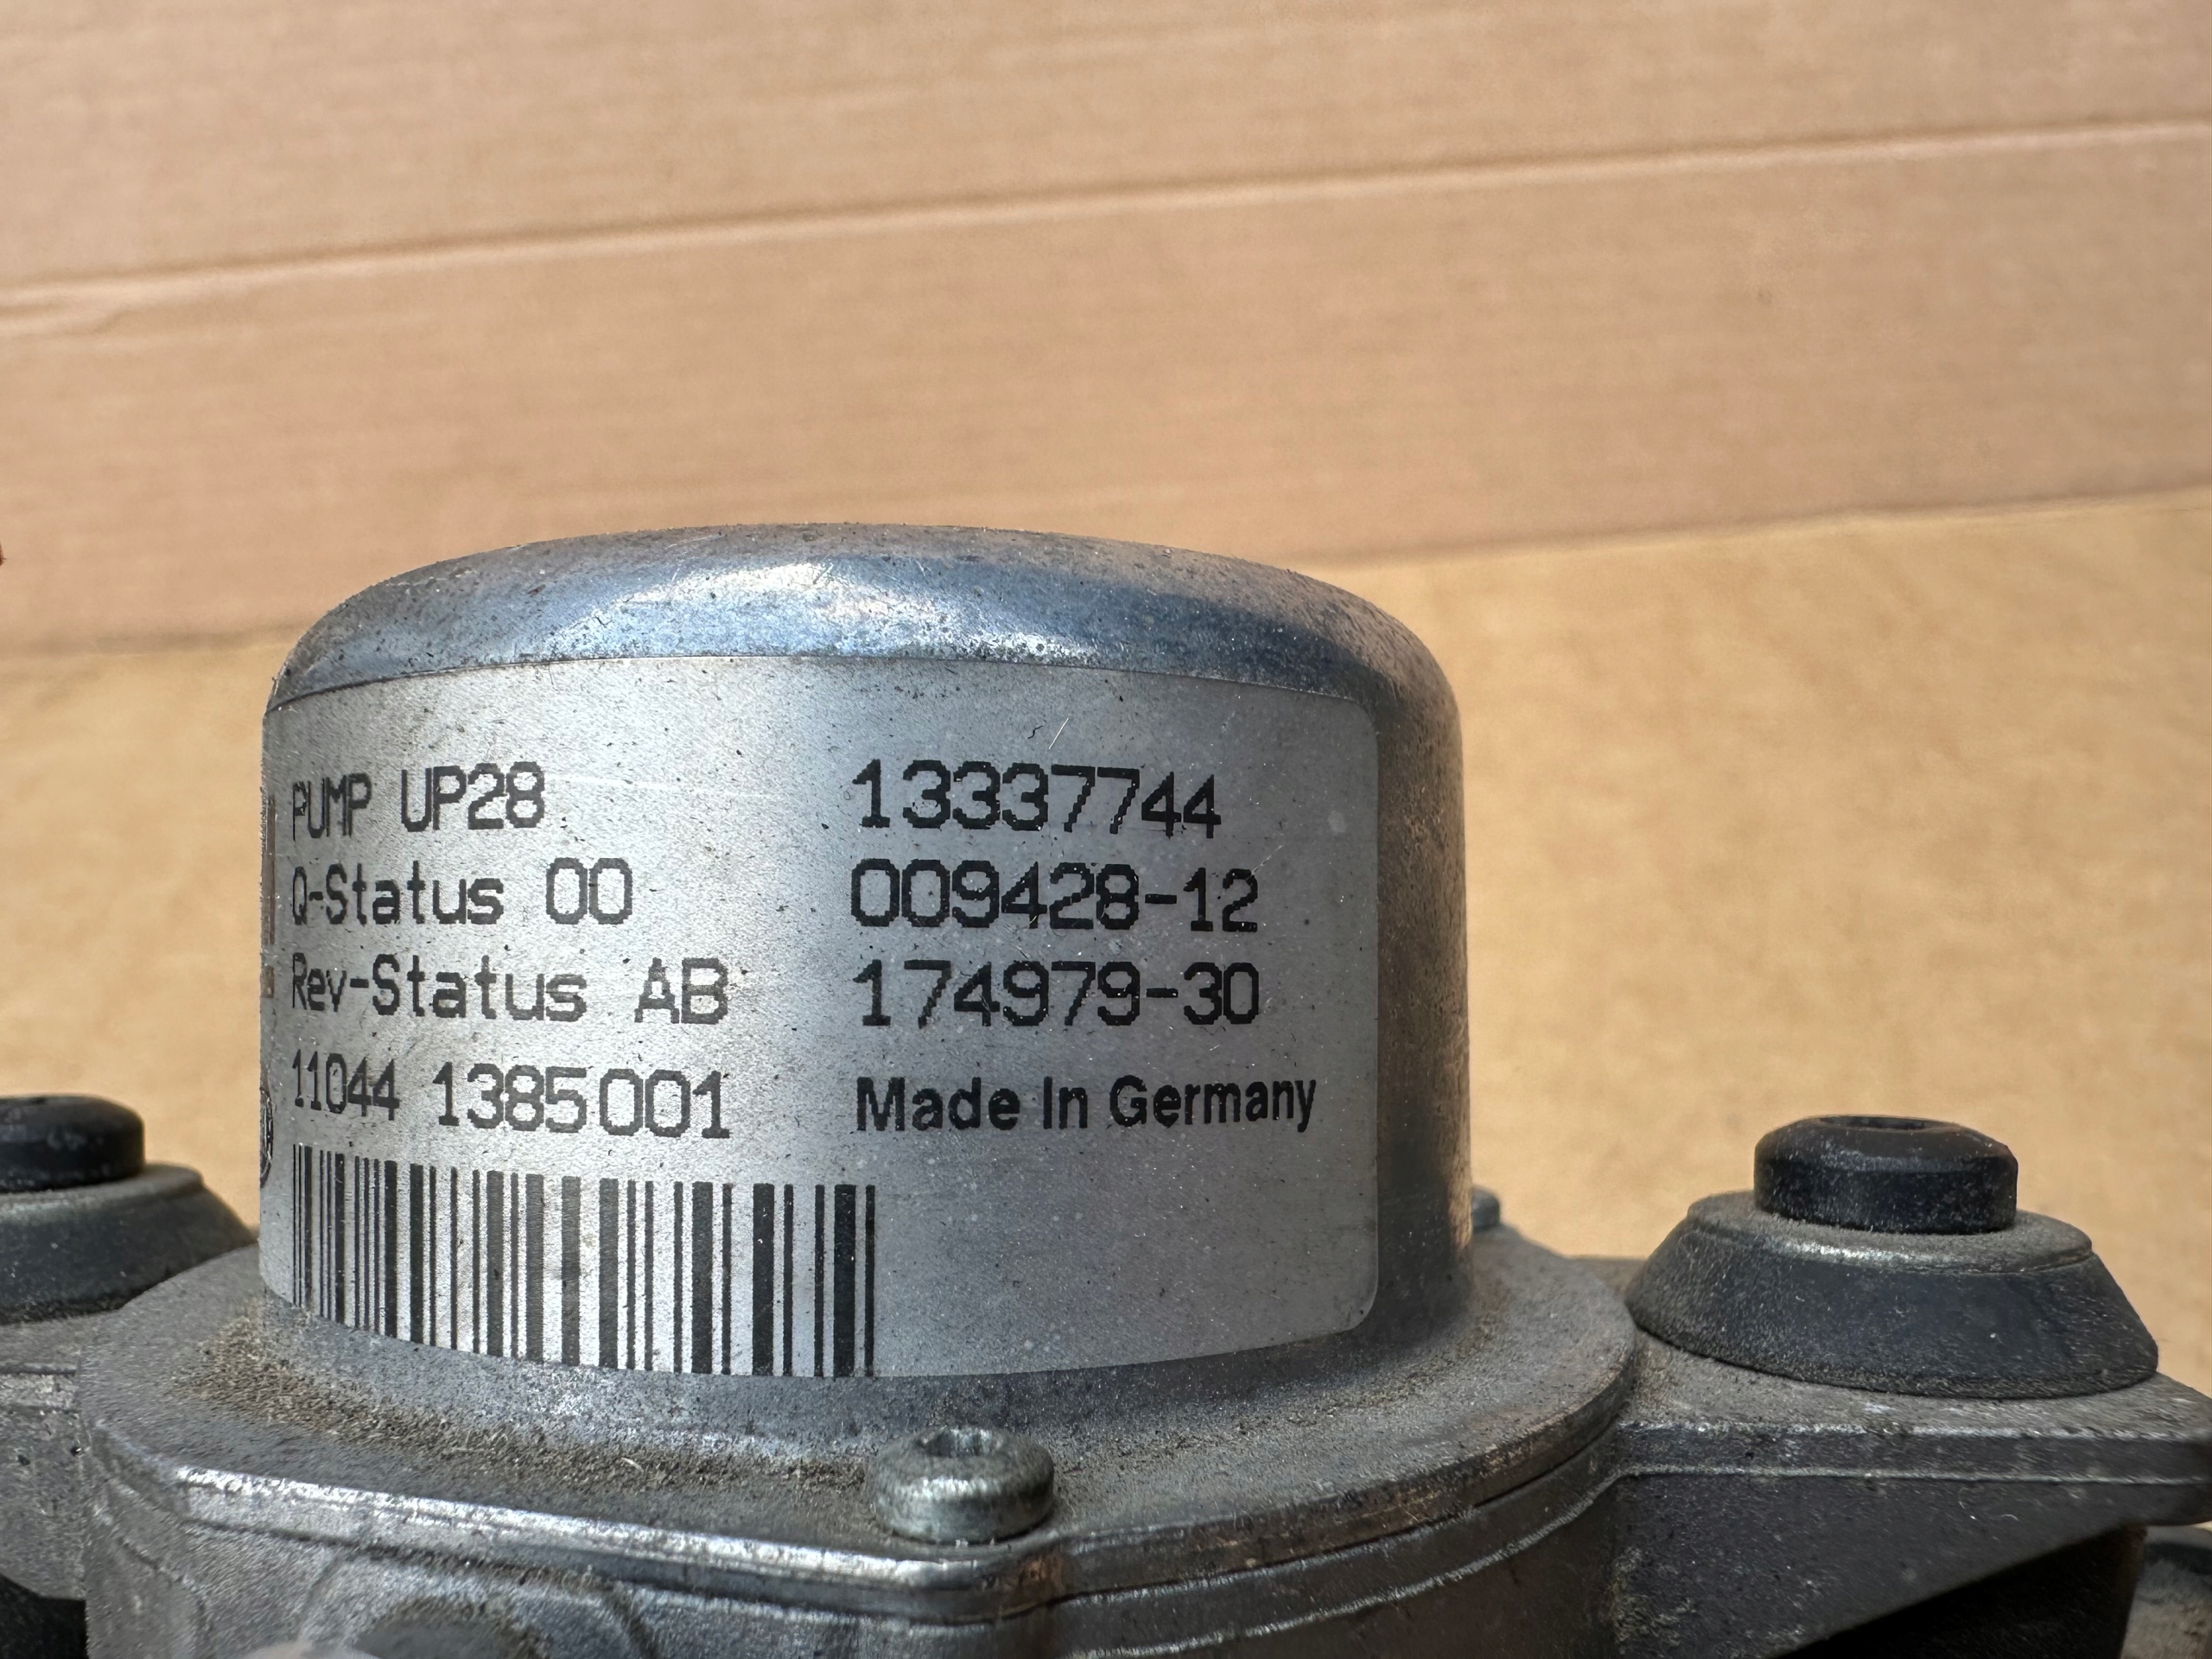 PUMP UP28 13337744
Q-Status 00 009428-12
Rev-Status AB 174979-30
11044 1385001 Made In Germany